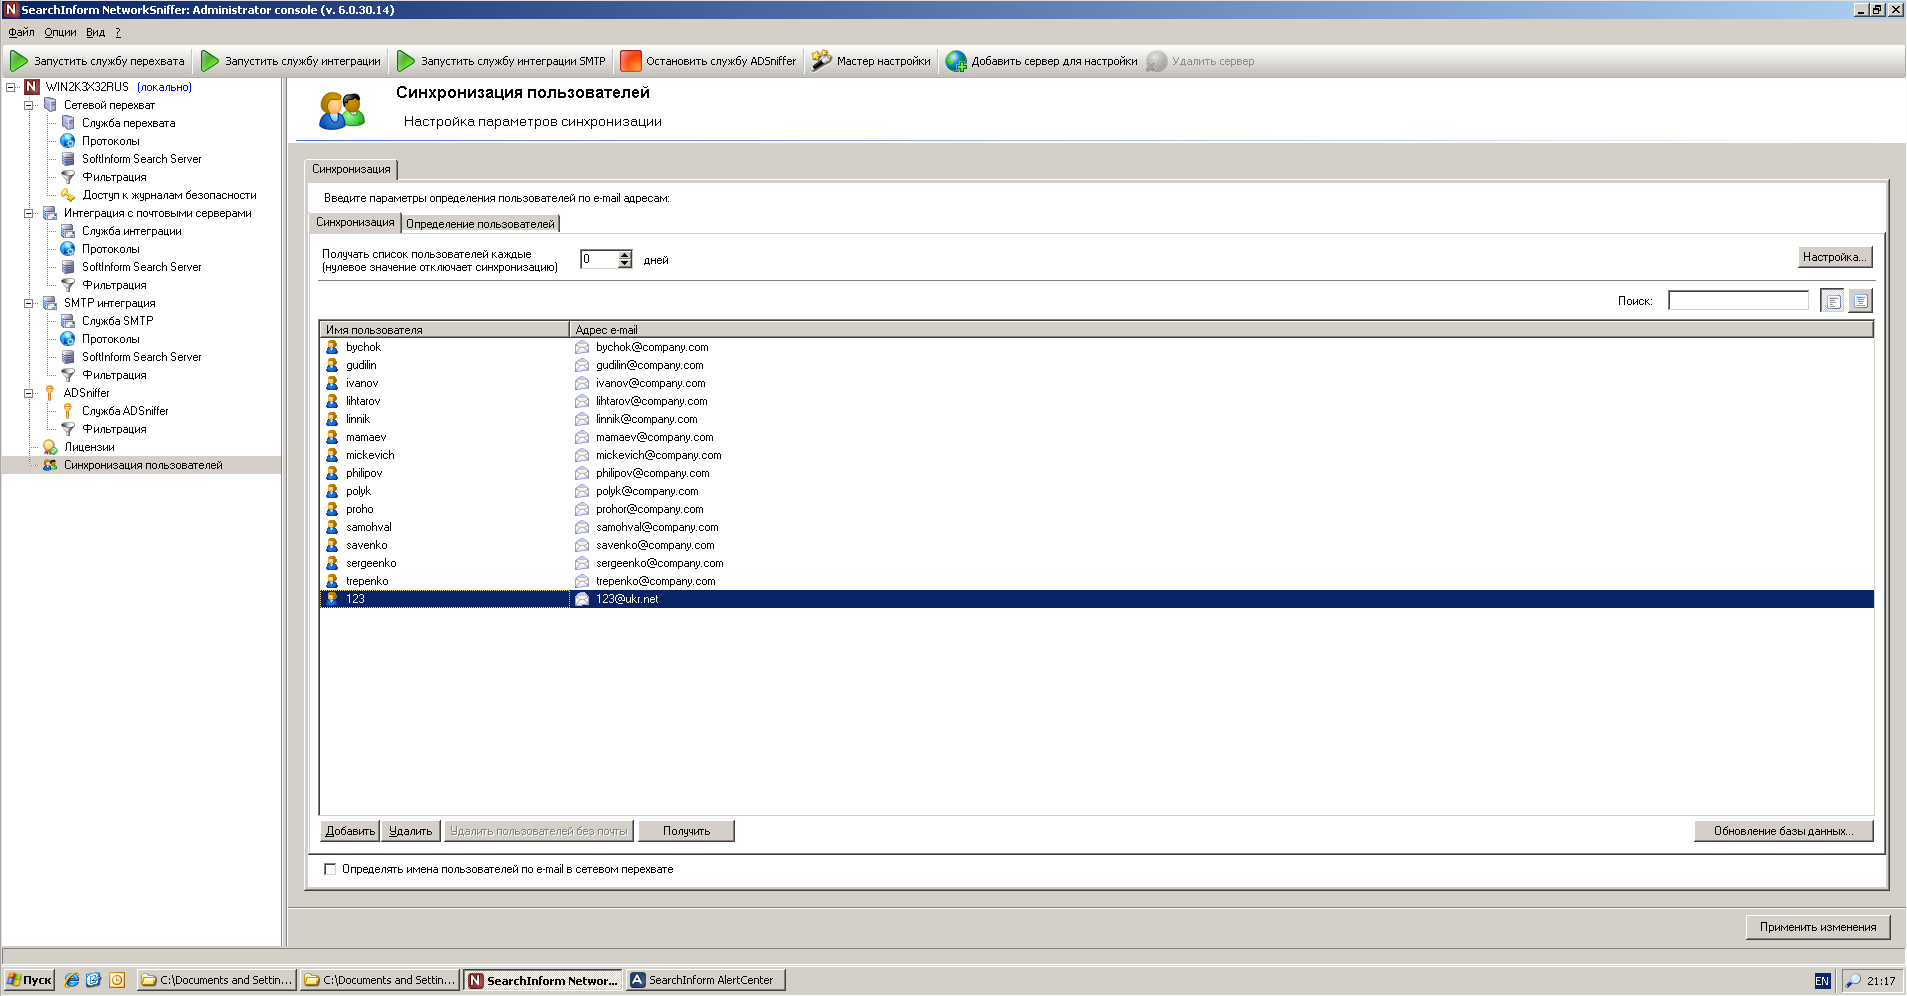 SearchInform NetworkSniffer: Administrator console (v. 6.0.30.14)
Файл Опции Вид ?
Запустить службу перехвата Запустить службу интеграции Запустить службу интеграции SMTP Остановить службу ADSniffer Мастер настройки Добавить сервер для настройки Удалить сервер
WIN2K3X32RUS (локально)
Сетевой перехват
Служба перехвата
Протоколы
SoftInform Search Server
Фильтрация
Доступ к журналам безопасности
Интеграция с почтовыми серверами
Служба интеграции
Протоколы
SoftInform Search Server
Фильтрация
SMTP интеграция
Служба SMTP
Протоколы
SoftInform Search Server
Фильтрация
ADSniffer
Служба ADSniffer
Фильтрация
Лицензии
Синхронизация пользователей
Синхронизация пользователей
Настройка параметров синхронизации
Синхронизация
Введите параметры определения пользователей по e-mail адресам:
Синхронизация Определение пользователей
Получать список пользователей каждые
(нулевое значение отключает синхронизацию)
0 дней
Настройка...
Поиск:
Имя пользователя Адрес e-mail
bychok bychok@company.com
gudilin gudilin@company.com
ivanov ivanov@company.com
lihtarov lihtarov@company.com
linnik linnik@company.com
mamaev mamaev@company.com
mickevich mickevich@company.com
philipov philipov@company.com
polyk polyk@company.com
proho prohor@company.com
samohval samohval@company.com
savenko savenko@company.com
sergeenko sergeenko@company.com
trepenko trepenko@company.com
123 123@ukr.net
Добавить Удалить Удалить пользователей без почты Получить Обновление базы данных...
Определять имена пользователей по e-mail в сетевом перехвате
Применить изменения
Пуск C:\Documents and Settin... C:\Documents and Settin... SearchInform Networ... SearchInform AlertCenter EN 21:17